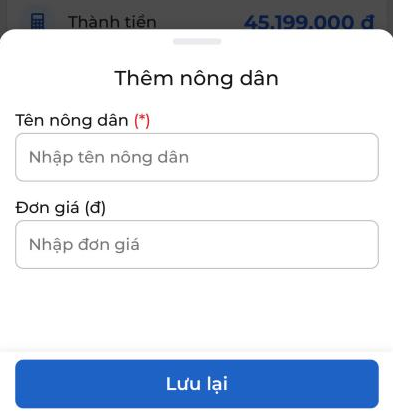 Thành tiền 45,199,000 đ
Thêm nông dân
Tên nông dân (*)
Nhập tên nông dân
Đơn giá (đ)
Nhập đơn giá
Lưu lại